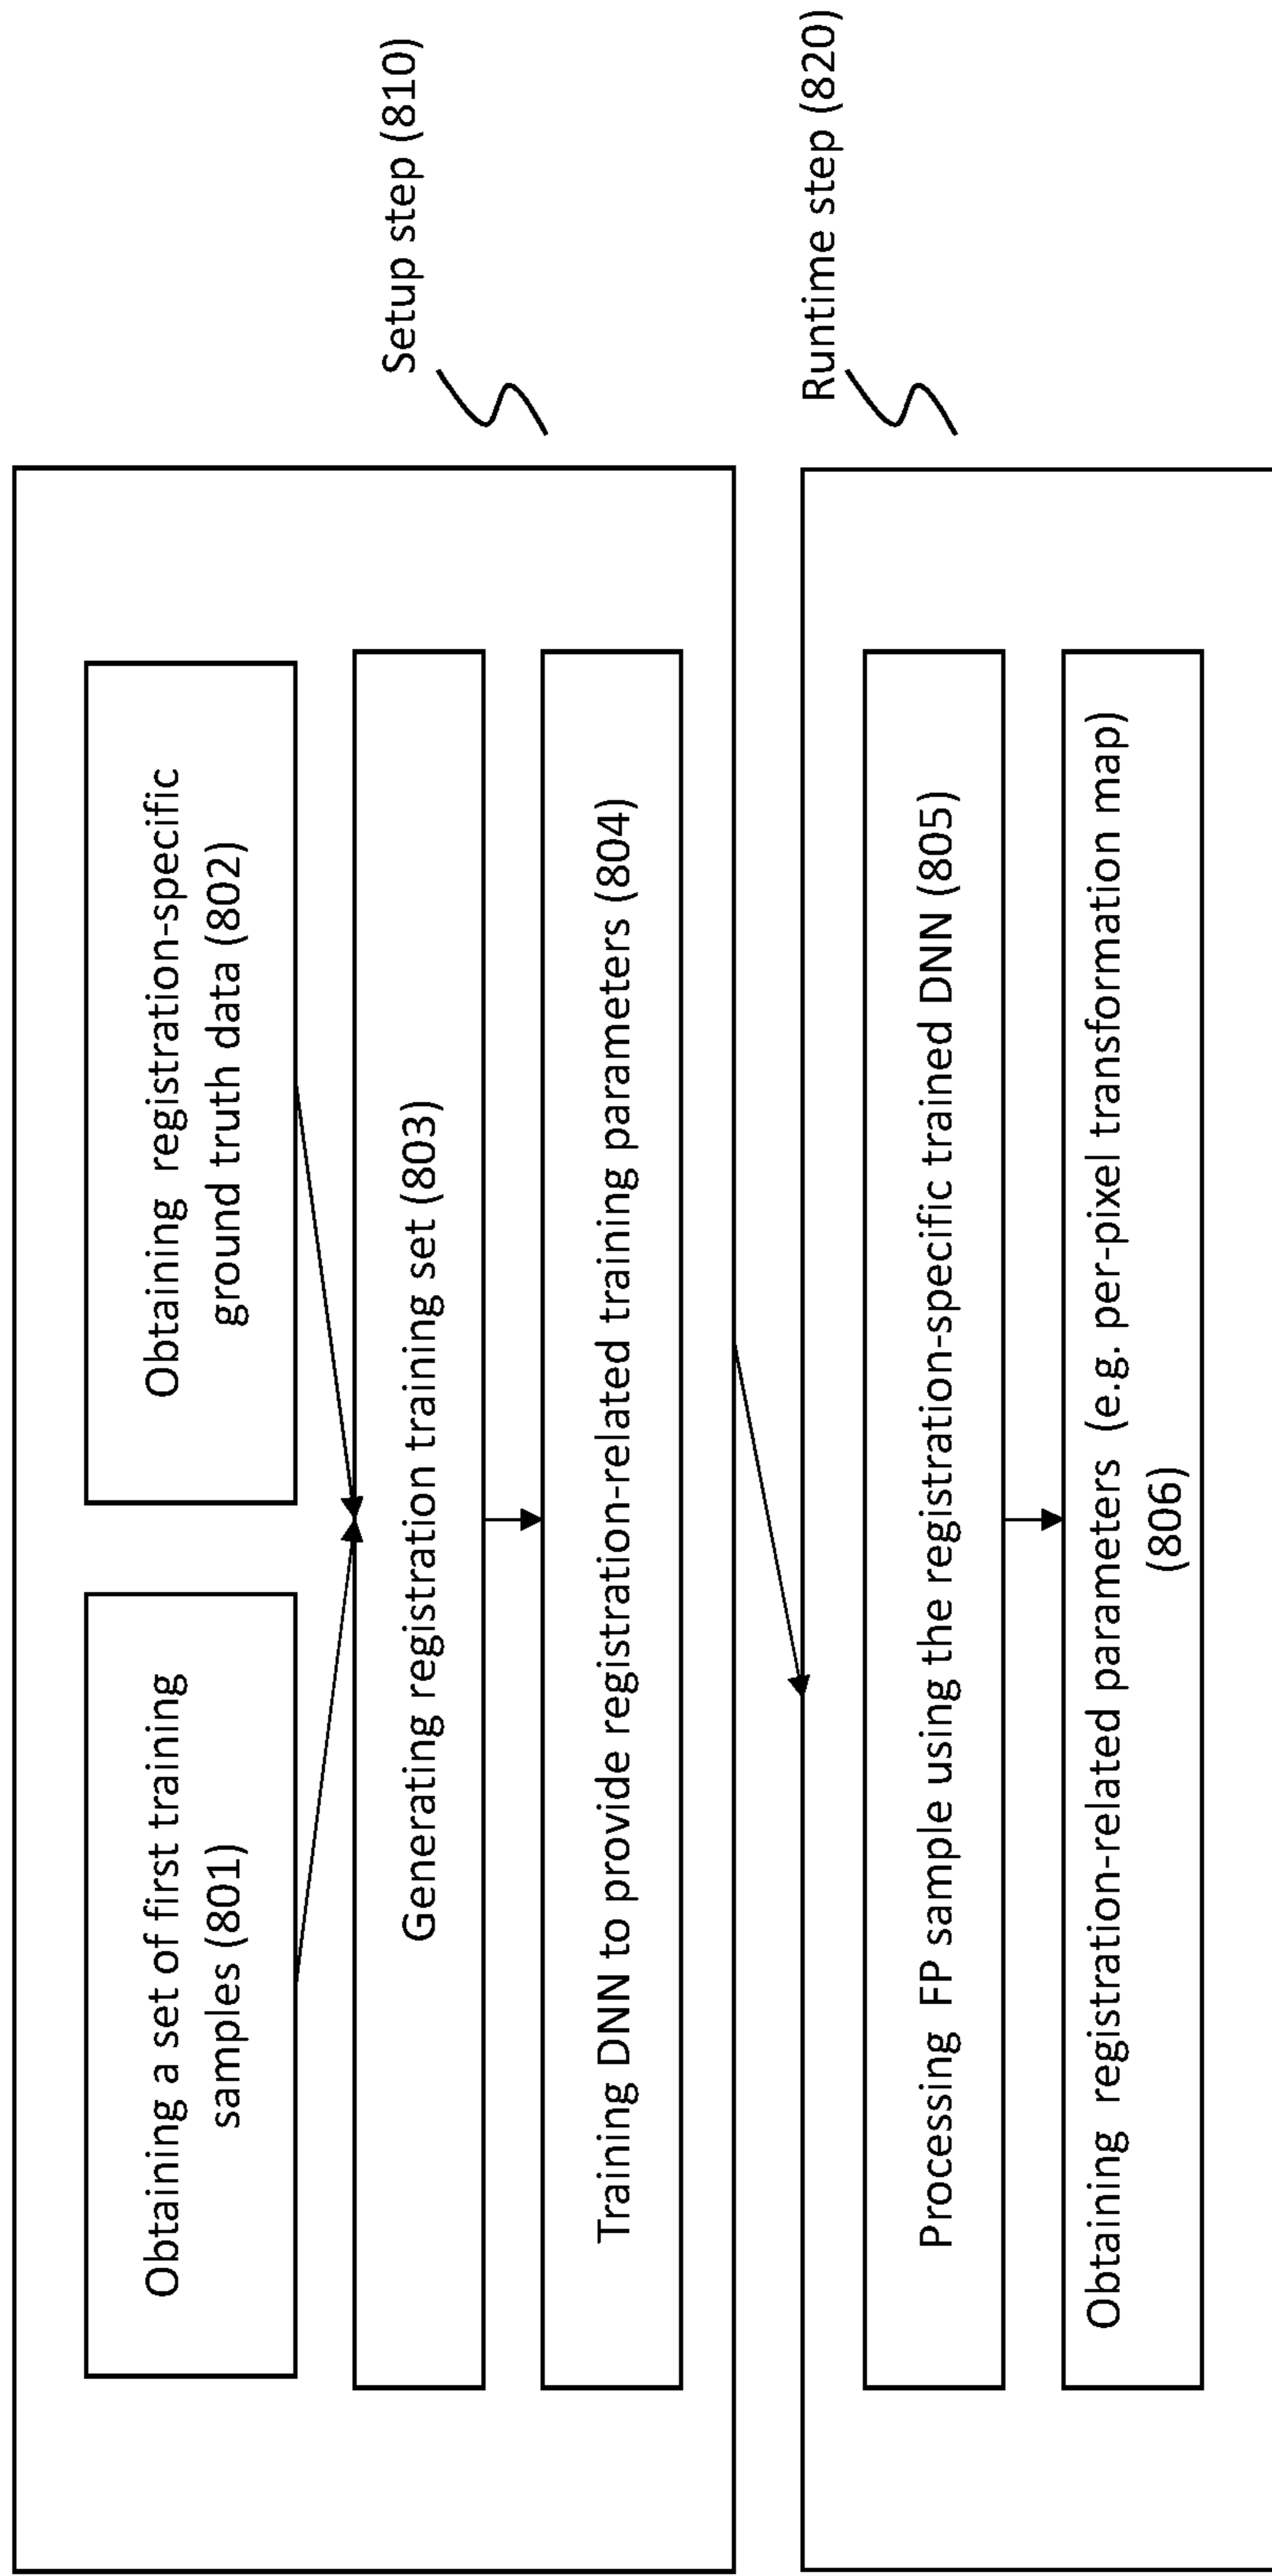 Obtaining a set of first training
samples (801)
Obtaining registration-specific
ground truth data (802)
Generating registration training set (803)
Training DNN to provide registration-related training parameters (804)
Setup step (810)
Processing FP sample using the registration-specific trained DNN (805)
Obtaining registration-related parameters (e.g. per-pixel transformation map)
(806)
Runtime step (820)